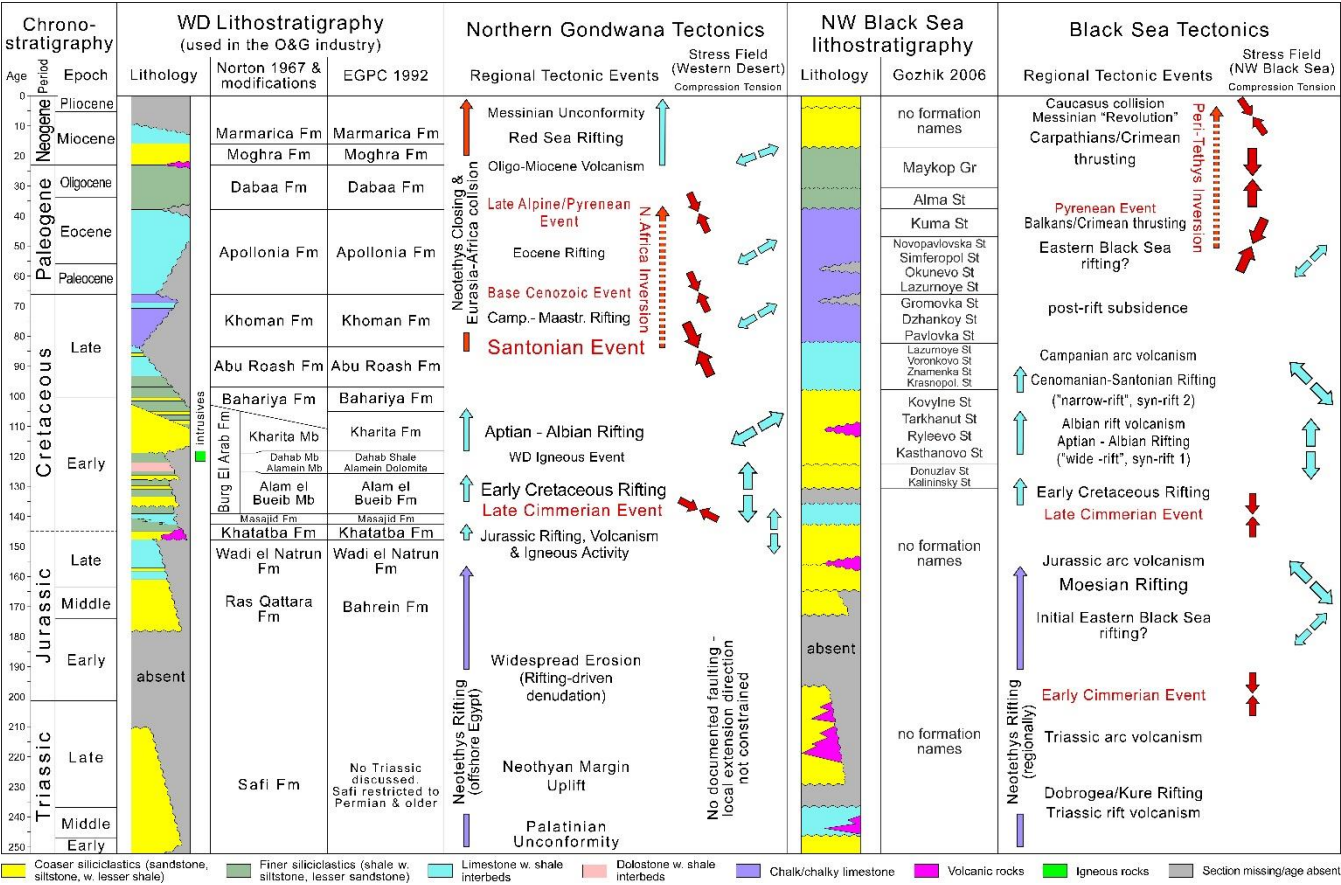 Chrono-
stratigraphy
WD Lithostratigraphy
(used in the O&G industry)
Northern Gondwana Tectonics
NW Black Sea
lithostratigraphy
Black Sea Tectonics
Age
Period
Epoch
Lithology
Norton 1967 &
modifications
EGPC 1992
Regional Tectonic Events
Stress Field
(Western Desert)
Compression Tension
Lithology
Gozhik 2006
Regional Tectonic Events
Stress Field
(NW Black Sea)
Compression Tension
0
10
20
30
40
50
60
70
80
90
100
110
120
130
140
150
160
170
180
190
200
210
220
230
240
250
Neogene
Paleogene
Cretaceous
Jurassic
Triassic
Pliocene
Miocene
Oligocene
Eocene
Paleocene
Late
Early
Late
Middle
Early
Late
Middle
Early
absent
intrusives
Marmarica Fm
Moghra Fm
Dabaa Fm
Apollonia Fm
Khoman Fm
Abu Roash Fm
Bahariya Fm
Burg El Arab Fm
Kharita Mb
Dahab Mb
Alamein Mb
Alam el
Bueib Mb
Masajid Fm
Khatatba Fm
Wadi el Natrun
Fm
Ras Qattara
Fm
Safi Fm
Marmarica Fm
Moghra Fm
Dabaa Fm
Apollonia Fm
Khoman Fm
Abu Roash Fm
Bahariya Fm
Kharita Fm
Dahab Shale
Alamein Dolomita
Alam el
Bueib Fm
Masajid Fm
Khatatba Fm
Wadi el Natrun
Fm
Bahrein Fm
No Triassic
discussed.
Safi restricted to
Permian & older
Neotethys Closing &
Eurasia-Africa collision
Neotethys Rifting
(offshore Egypt)
Messinian Unconformity
Red Sea Rifting
Oligo-Miocene Volcanism
Late Alpine/Pyrenean
Event
Eocene Rifting
Base Cenozoic Event
Camp.- Maastr. Rifting
Santonian Event
N.Africa Inversion
Aptian - Albian Rifting
WD Igneous Event
Early Cretaceous Rifting
Late Cimmerian Event
Jurassic Rifting, Volcanism
& Igneous Activity
Widespread Erosion
(Rifting-driven
denudation)
Neothyan Margin
Uplift
Palatinian
Unconformity
No documented faulting -
local extension direction
not constrained
absent
no formation
names
Maykop Gr
Alma St
Kuma St
Novopavlovska St
Simferopol St
Okunevo St
Lazurnoye St
Gromovka St
Dzhankoy St
Pavlovka St
Lazurnoye St
Voronkovo St
Znamenka St
Krasnopol. St
Kovylne St
Tarkhanut St
Ryleevo St
Kasthanovo St
Donuzlav St
Kalininsky St
no formation
names
no formation
names
Neotethys Rifting
(regionally)
Caucasus collision
Messinian "Revolution"
Carpathians/Crimean
thrusting
Pyrenean Event
Balkans/Crimean thrusting
Eastern Black Sea
rifting?
Peri-Tethys Inversion
post-rift subsidence
Campanian arc volcanism
Cenomanian-Santonian Rifting
("narrow-rift", syn-rift 2)
Albian rift volcanism
Aptian - Albian Rifting
("wide -rift", syn-rift 1)
Early Cretaceous Rifting
Late Cimmerian Event
Jurassic arc volcanism
Moesian Rifting
Initial Eastern Black Sea
rifting?
Early Cimmerian Event
Triassic arc volcanism
Dobrogea/Kure Rifting
Triassic rift volcanism
Coaser siliciclastics (sandstone,
siltstone, w. lesser shale)
Finer siliciclastics (shale w.
siltstone, lesser sandstone)
Limestone w. shale
interbeds
Dolostone w. shale
interbeds
Chalk/chalky limestone
Volcanic rocks
Igneous rocks
Section missing/age absent